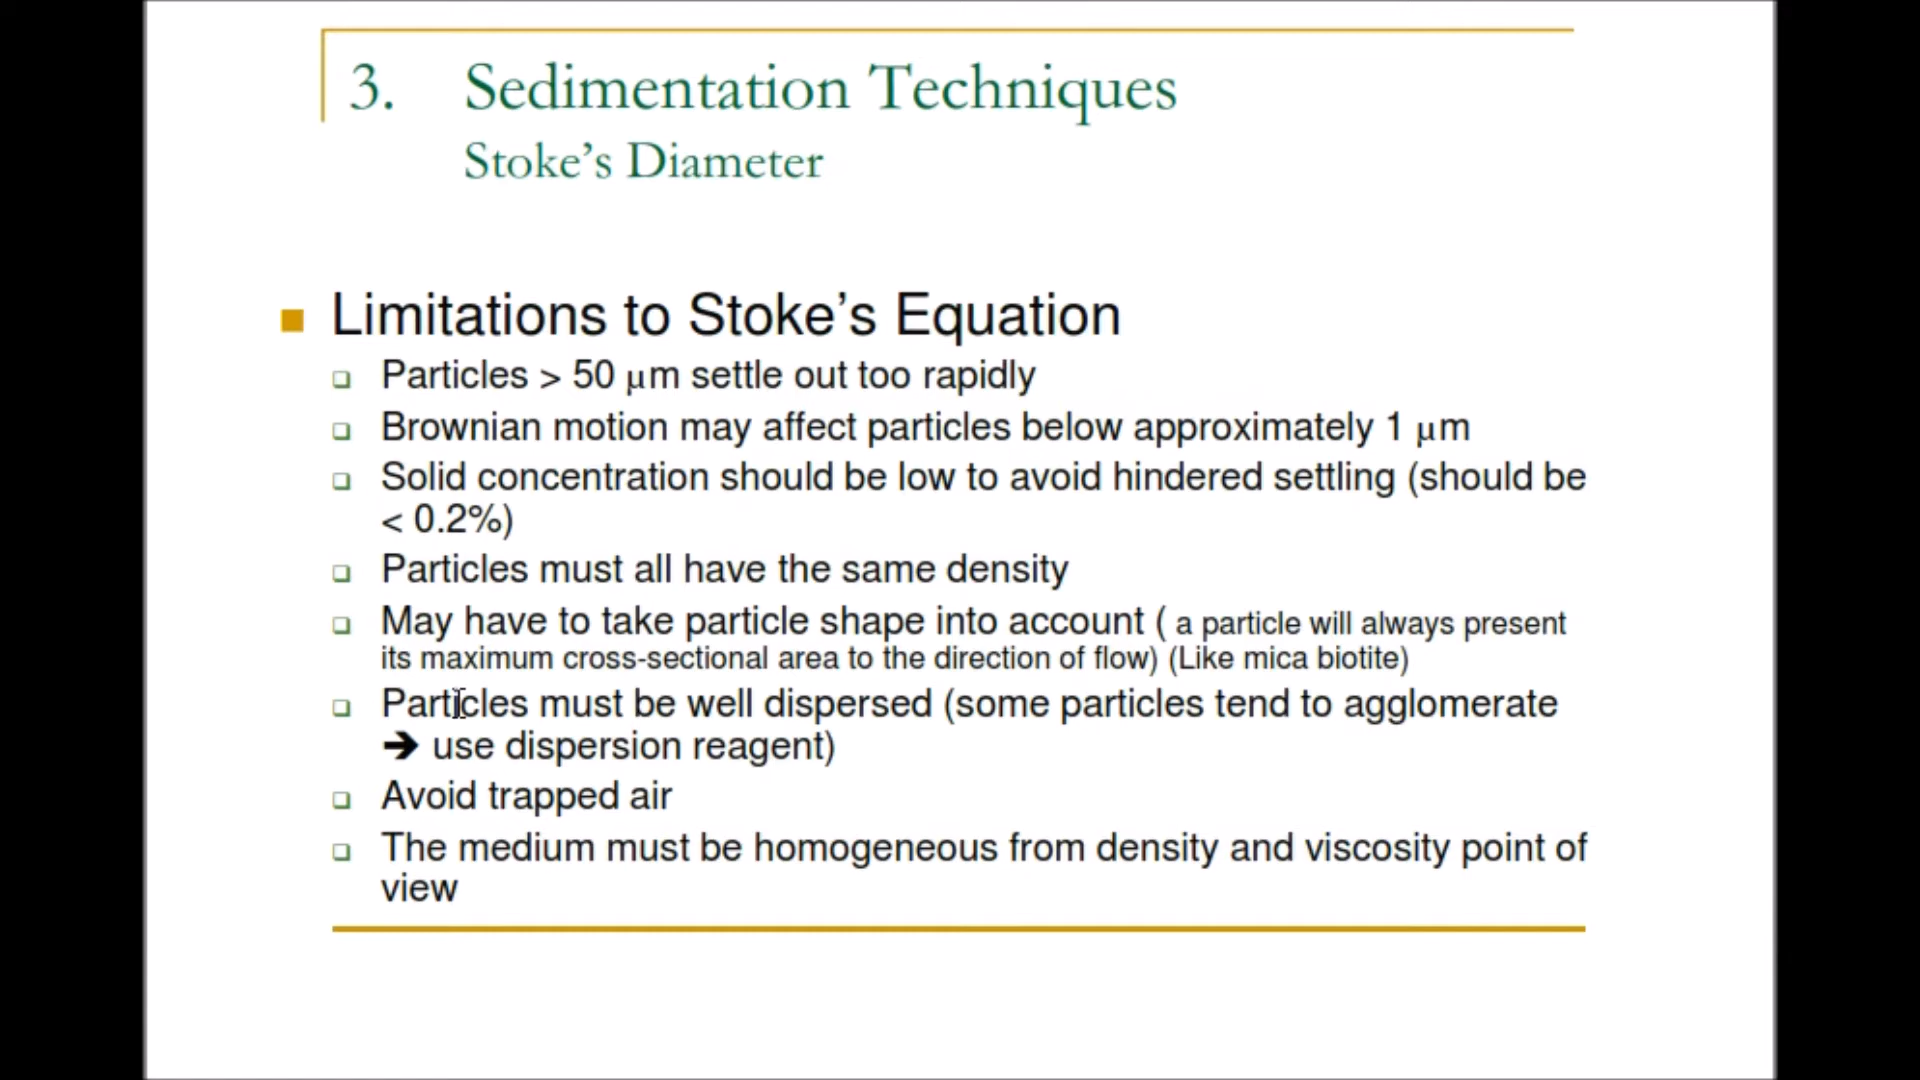 3. Sedimentation Techniques
Stoke’s Diameter
Limitations to Stoke’s Equation
Particles > 50 μm settle out too rapidly
Brownian motion may affect particles below approximately 1 μm
Solid concentration should be low to avoid hindered settling (should be
< 0.2%)
Particles must all have the same density
May have to take particle shape into account ( a particle will always present
its maximum cross-sectional area to the direction of flow) (Like mica biotite)
Particles must be well dispersed (some particles tend to agglomerate
➔ use dispersion reagent)
Avoid trapped air
The medium must be homogeneous from density and viscosity point of
view